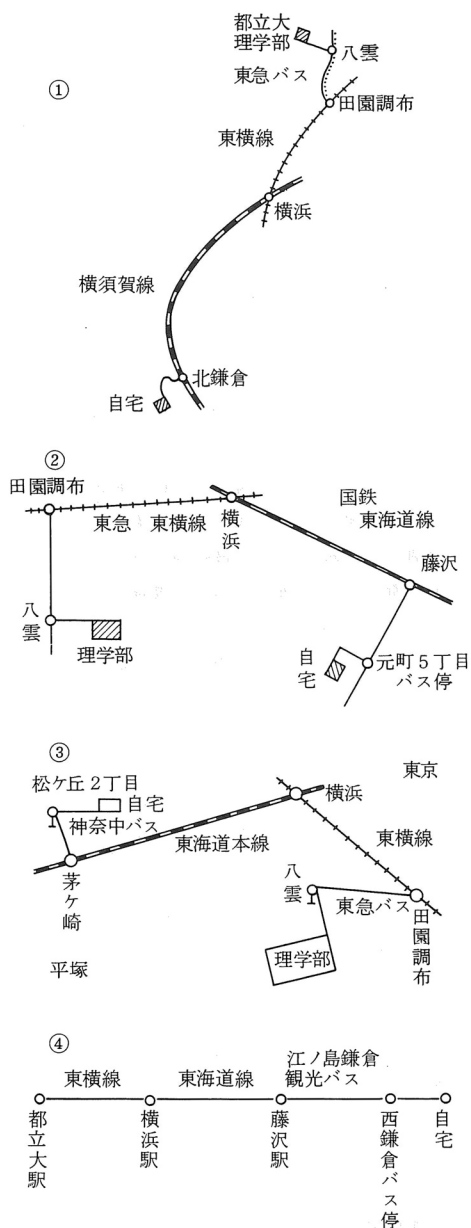 ①
都立大
理学部
八雲
東急バス
田園調布
東横線
横浜
横須賀線
北鎌倉
自宅
②
田園調布
東急 東横線
横浜
国鉄
東海道線
藤沢
八雲
理学部
自宅
元町5丁目
バス停
③
松ケ丘2丁目
自宅
神奈中バス
東海道本線
茅ヶ崎
平塚
横浜
東京
東横線
八雲
東急バス
田園調布
理学部
④
東横線
東海道線
江ノ島鎌倉
観光バス
都立大駅
横浜駅
藤沢駅
西鎌倉バス停
自宅